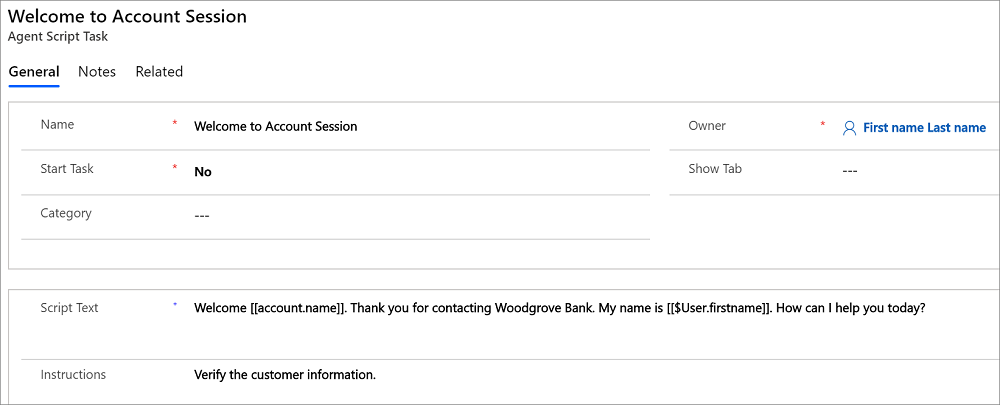 Welcome to Account Session
Agent Script Task
General Notes Related
Name * Welcome to Account Session Owner * First name Last name
Start Task * No Show Tab ---
Category ---
Script Text * Welcome [[account.name]]. Thank you for contacting Woodgrove Bank. My name is [[$User.firstname]]. How can I help you today?
Instructions Verify the customer information.